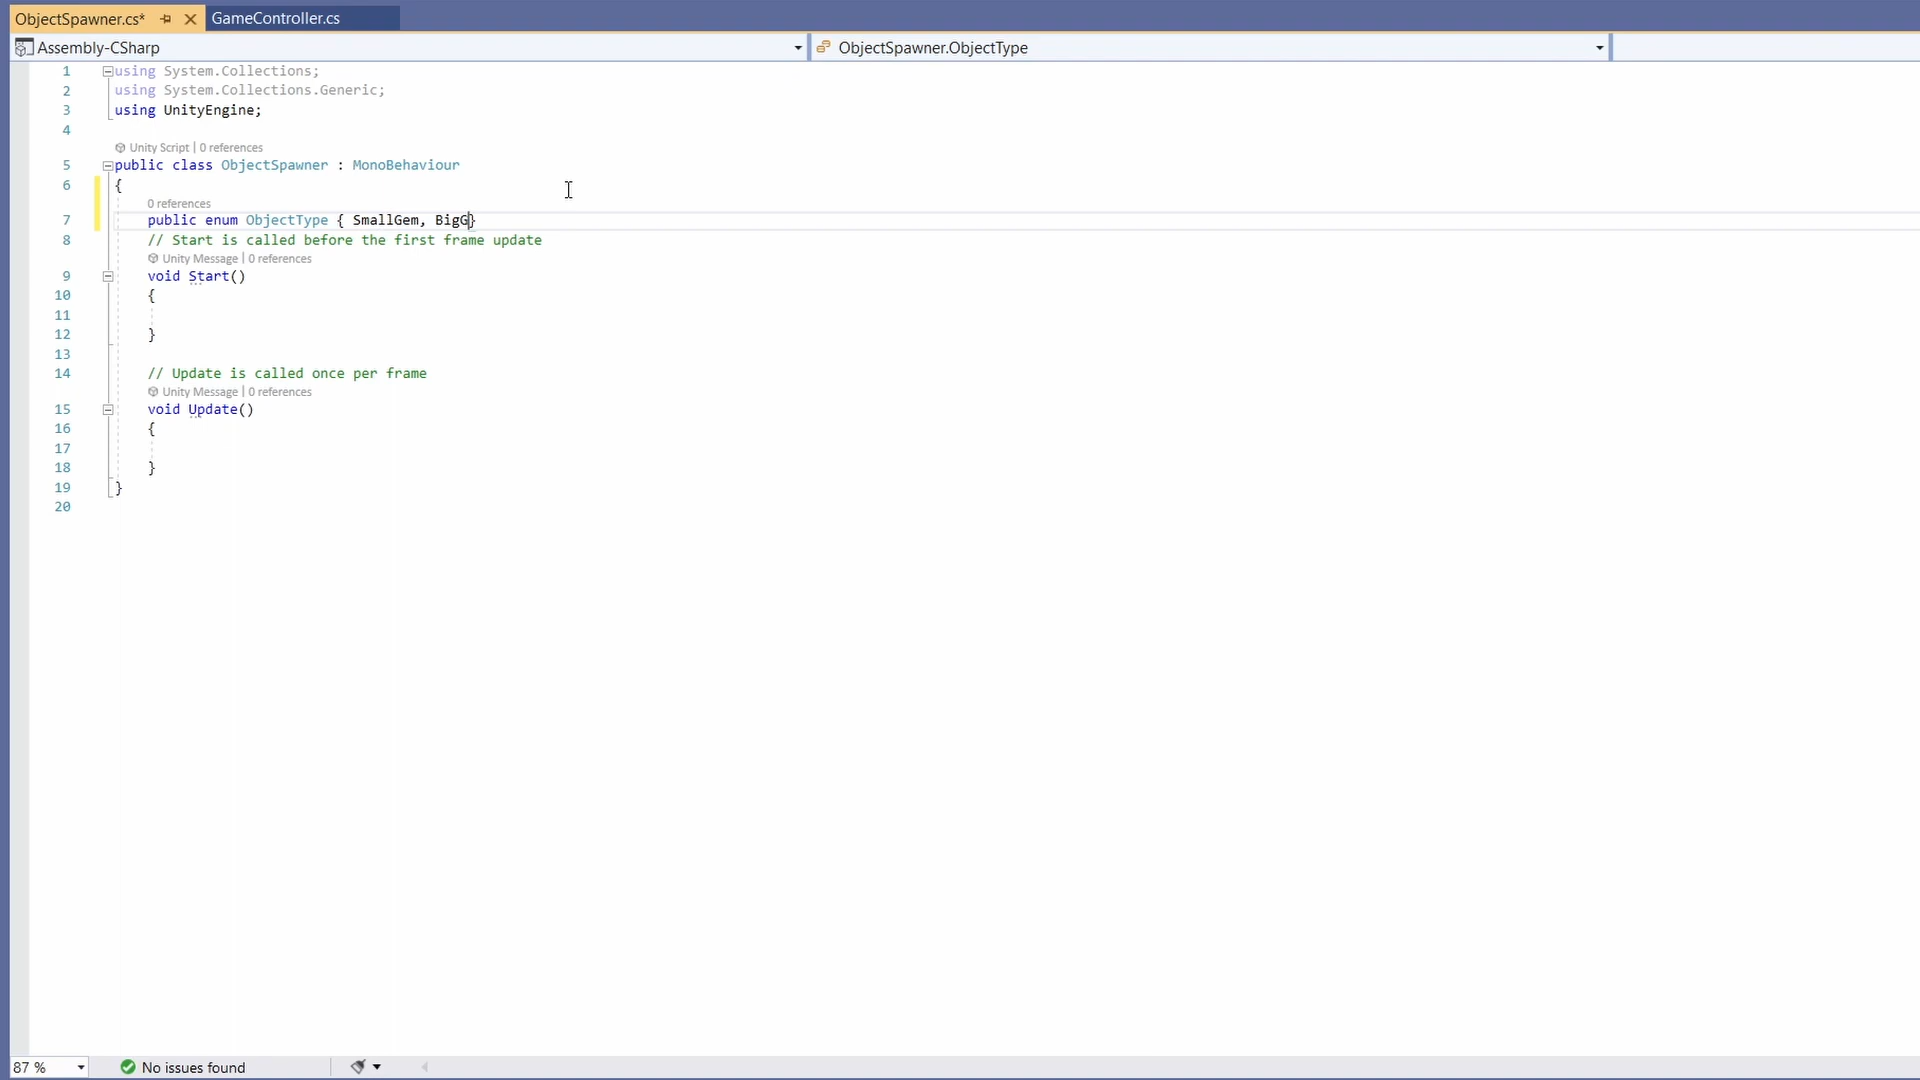 ObjectSpawner.cs*
GameController.cs
Assembly-CSharp
ObjectSpawner.ObjectType
1 using System.Collections;
2 using System.Collections.Generic;
3 using UnityEngine;
4
Unity Script | 0 references
5 public class ObjectSpawner : MonoBehaviour
6 {
0 references
7 public enum ObjectType { SmallGem, BigG}
8 // Start is called before the first frame update
Unity Message | 0 references
9 void Start()
10 {
11
12 }
13
14 // Update is called once per frame
Unity Message | 0 references
15 void Update()
16 {
17
18 }
19 }
20
87 %
No issues found